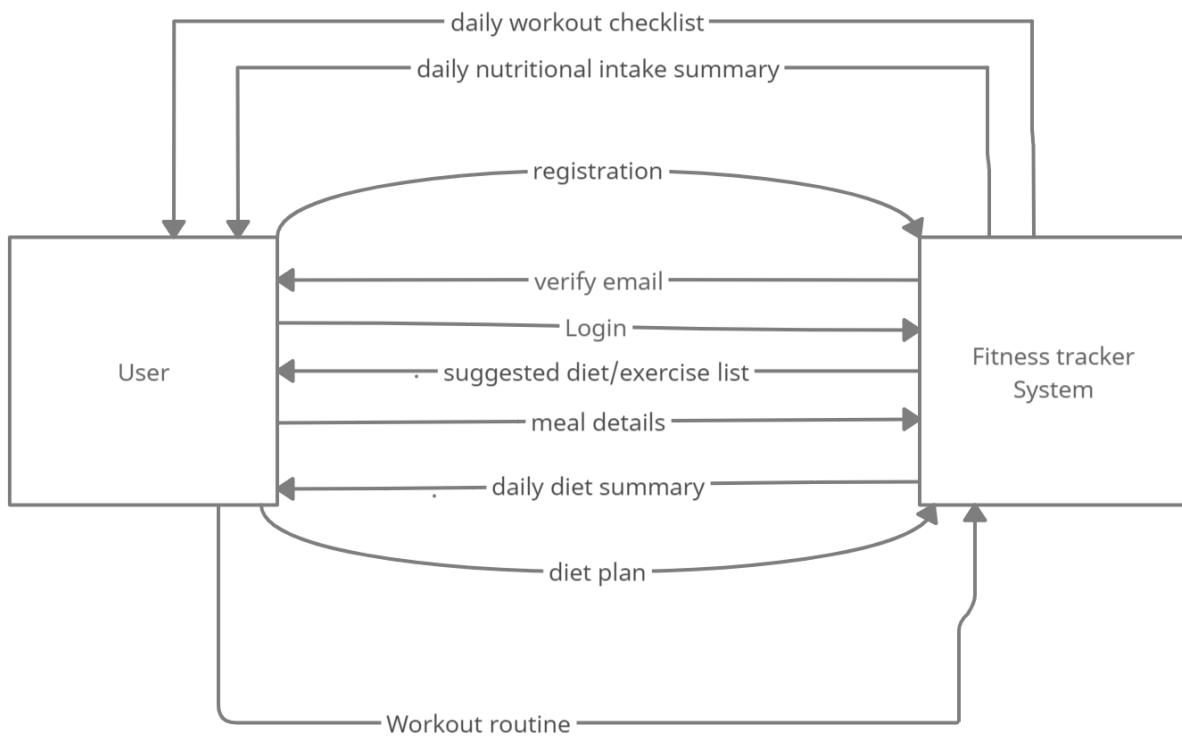 daily workout checklist
daily nutritional intake summary
registration
verify email
Login
User
Fitness tracker
System
suggested diet/exercise list
meal details
daily diet summary
diet plan
Workout routine